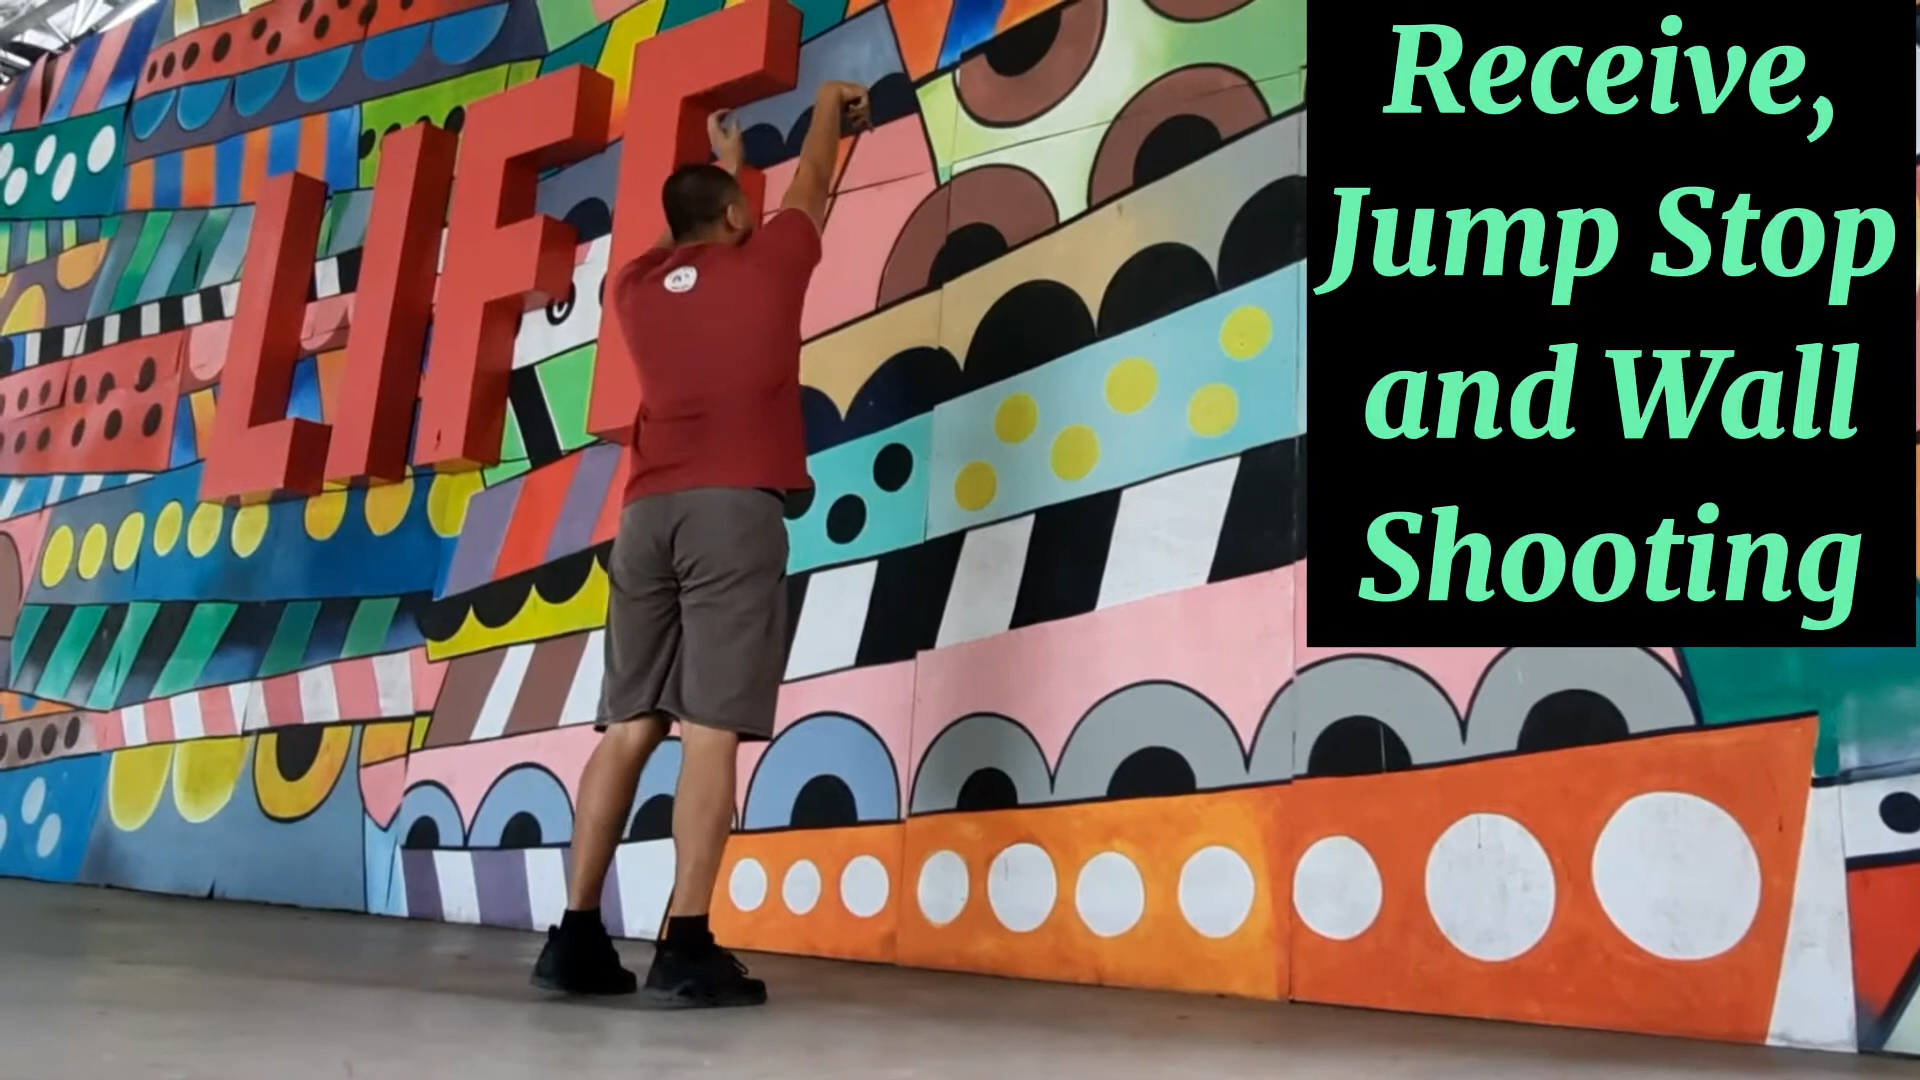 LIFE
Receive,
Jump Stop
and Wall
Shooting